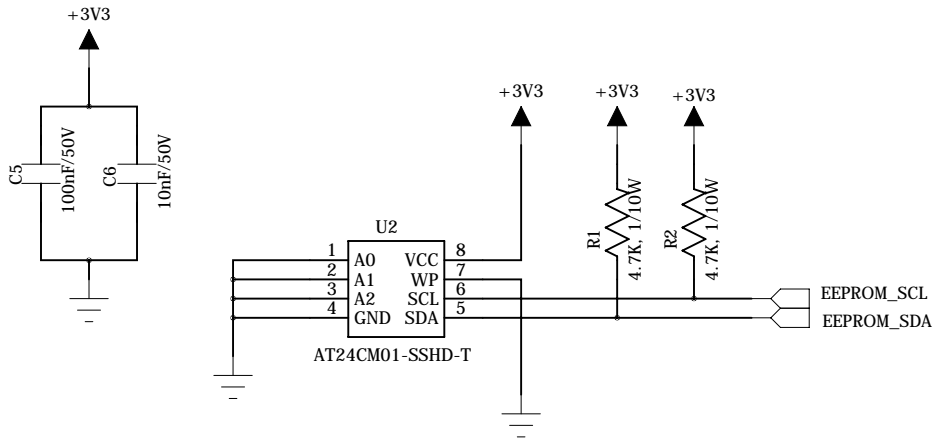 +3V3
C5
100nF/50V
C6
10nF/50V
+3V3
+3V3
+3V3
R1
4.7K, 1/10W
R2
4.7K, 1/10W
U2
1 A0 VCC 8
2 A1 WP 7
3 A2 SCL 6
4 GND SDA 5
AT24CM01-SSHD-T
EEPROM_SCL
EEPROM_SDA